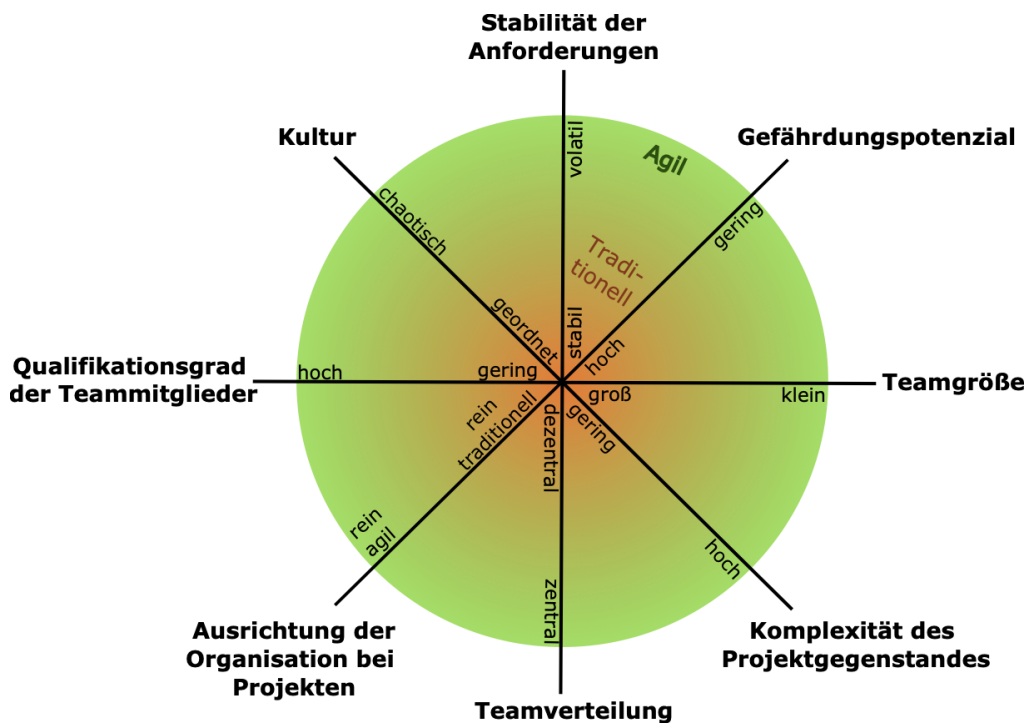 Stabilität der
Anforderungen
Kultur
Gefährdungspotenzial
volatil
Agil
chaotisch
gering
Tradi-
tionell
geordnet
stabil
hoch
Qualifikationsgrad
der Teammitglieder
hoch
gering
groß
klein
Teamgröße
rein
traditionell
dezentral
gering
rein
agil
zentral
hoch
Ausrichtung der
Organisation bei
Projekten
Komplexität des
Projektgegenstandes
Teamverteilung